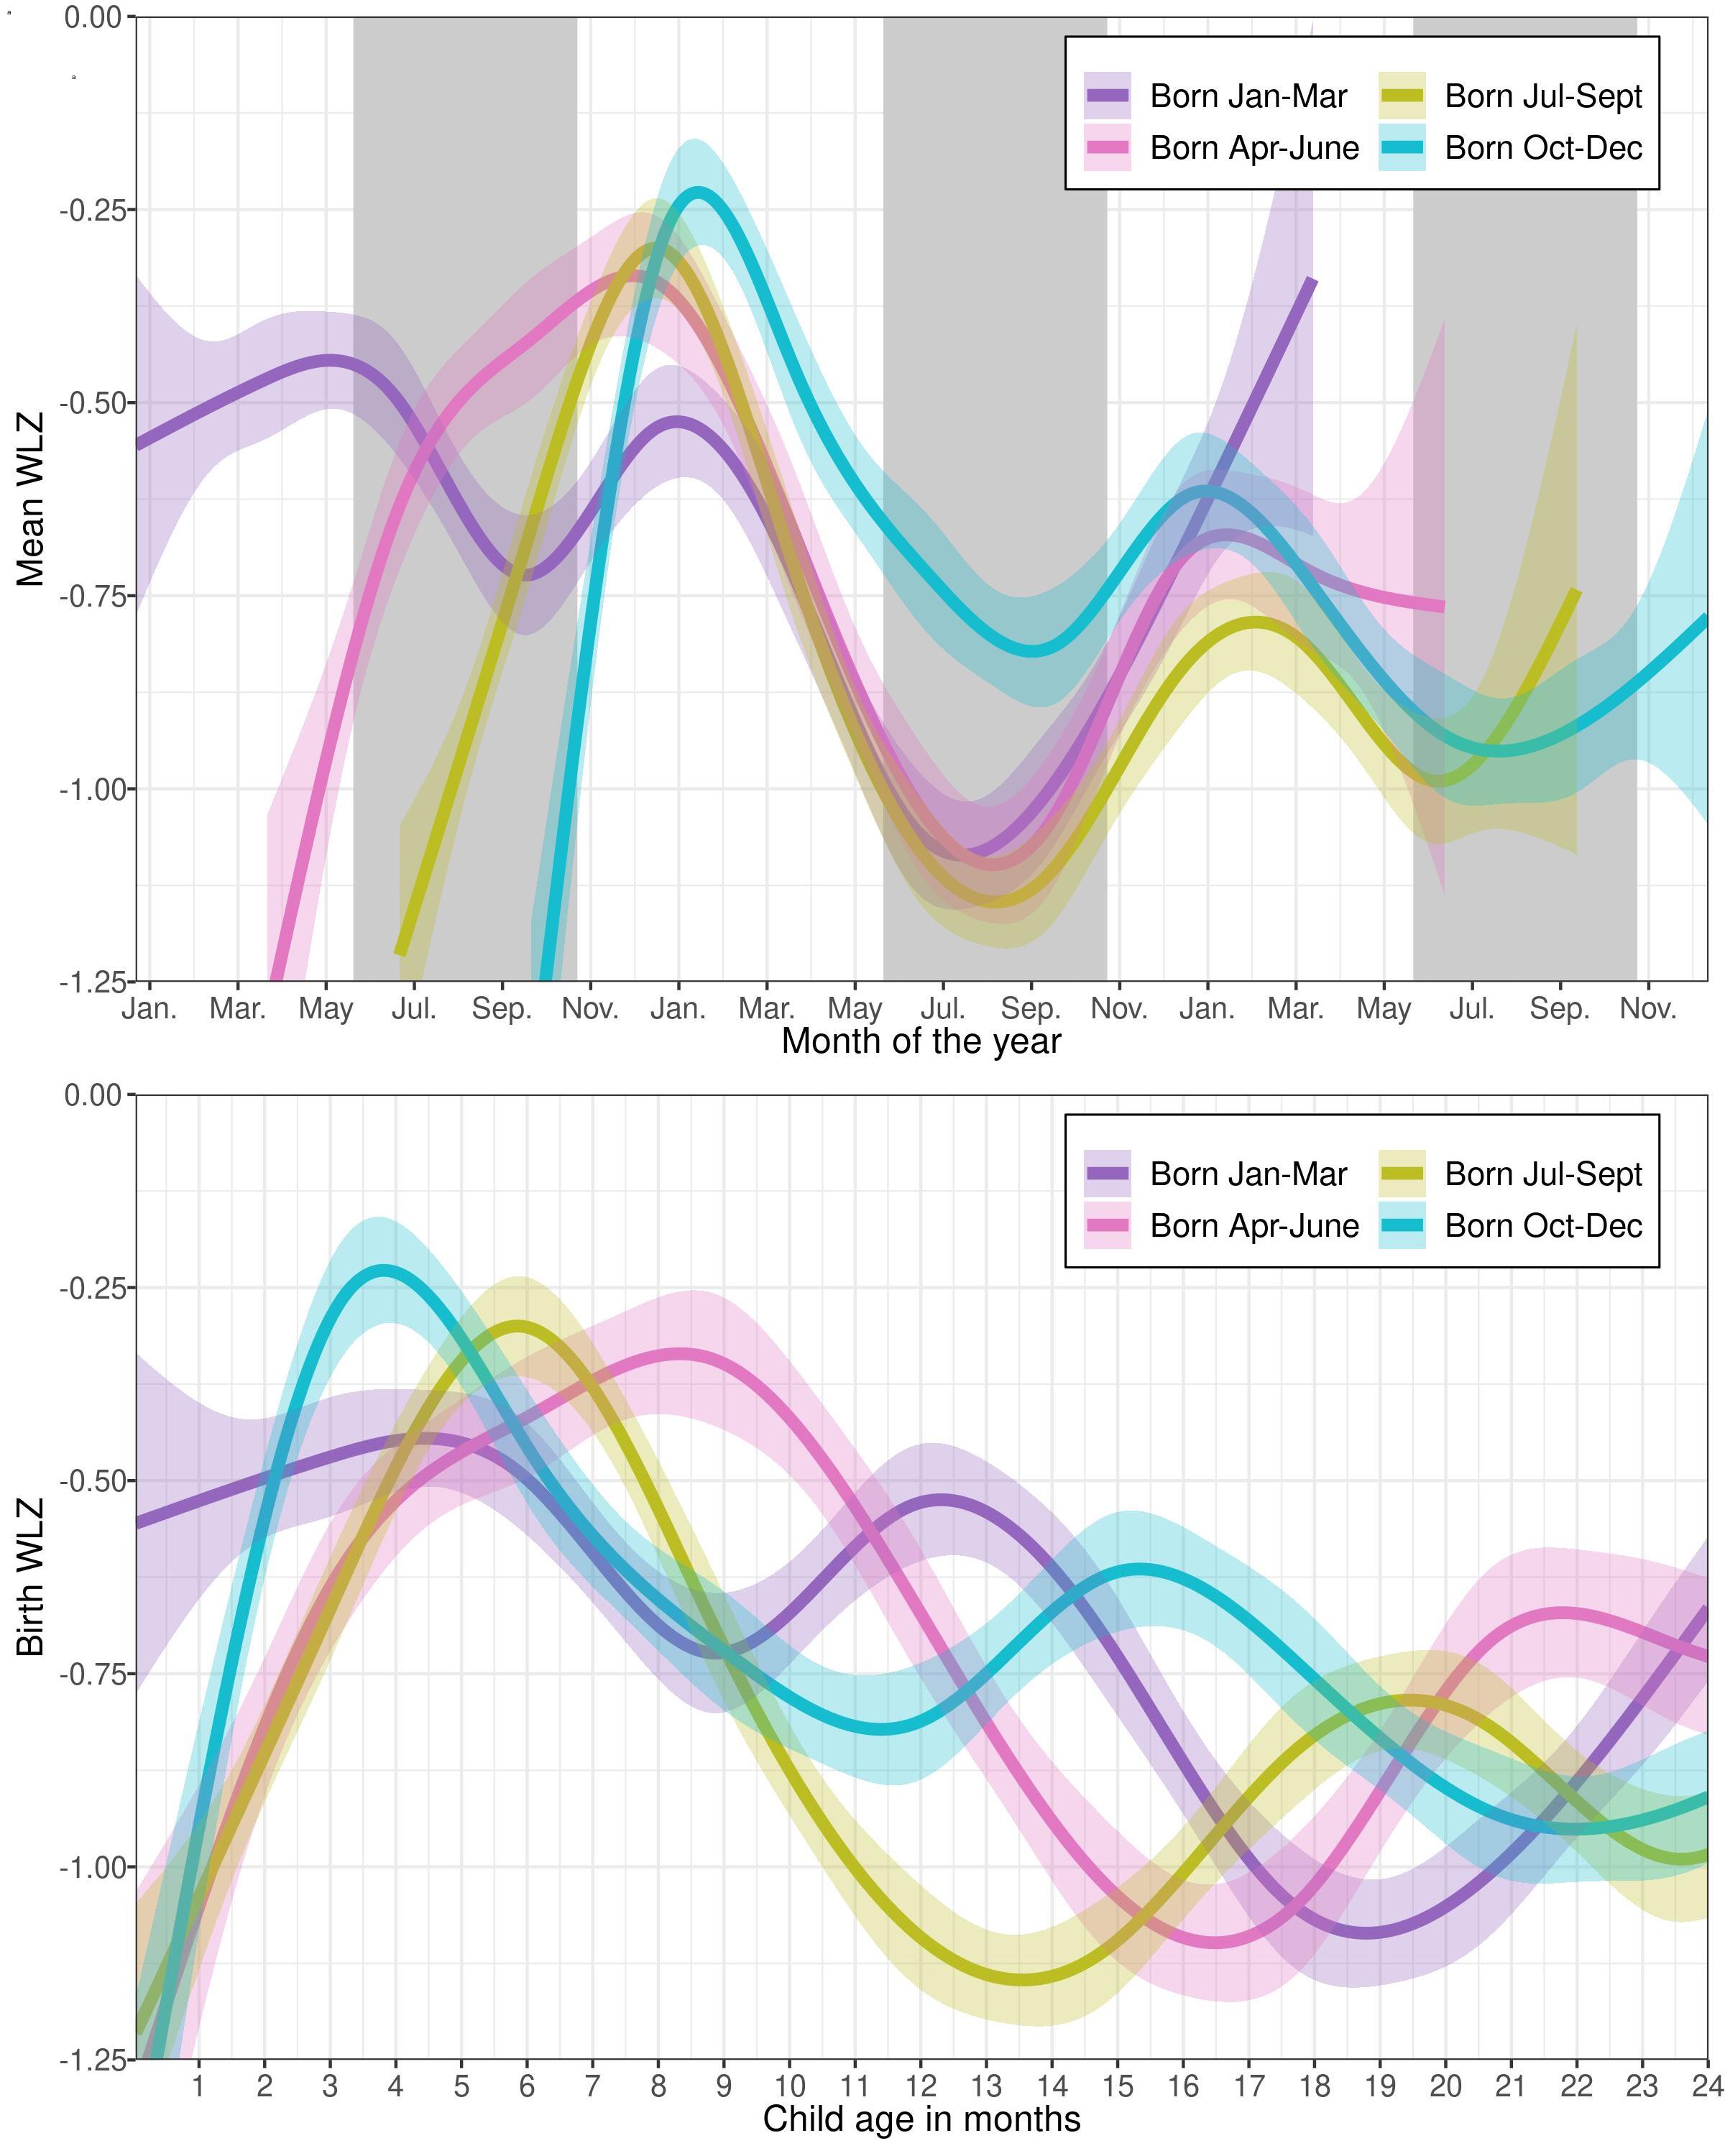 0.00
-0.25
-0.50
-0.75
-1.00
-1.25
Mean WLZ
Born Jan-Mar Born Jul-Sept
Born Apr-June Born Oct-Dec
Jan. Mar. May Jul. Sep. Nov. Jan. Mar. May Jul. Sep. Nov. Jan. Mar. May Jul. Sep. Nov.
Month of the year
0.00
-0.25
-0.50
-0.75
-1.00
-1.25
Birth WLZ
Born Jan-Mar Born Jul-Sept
Born Apr-June Born Oct-Dec
1 2 3 4 5 6 7 8 9 10 11 12 13 14 15 16 17 18 19 20 21 22 23 24
Child age in months